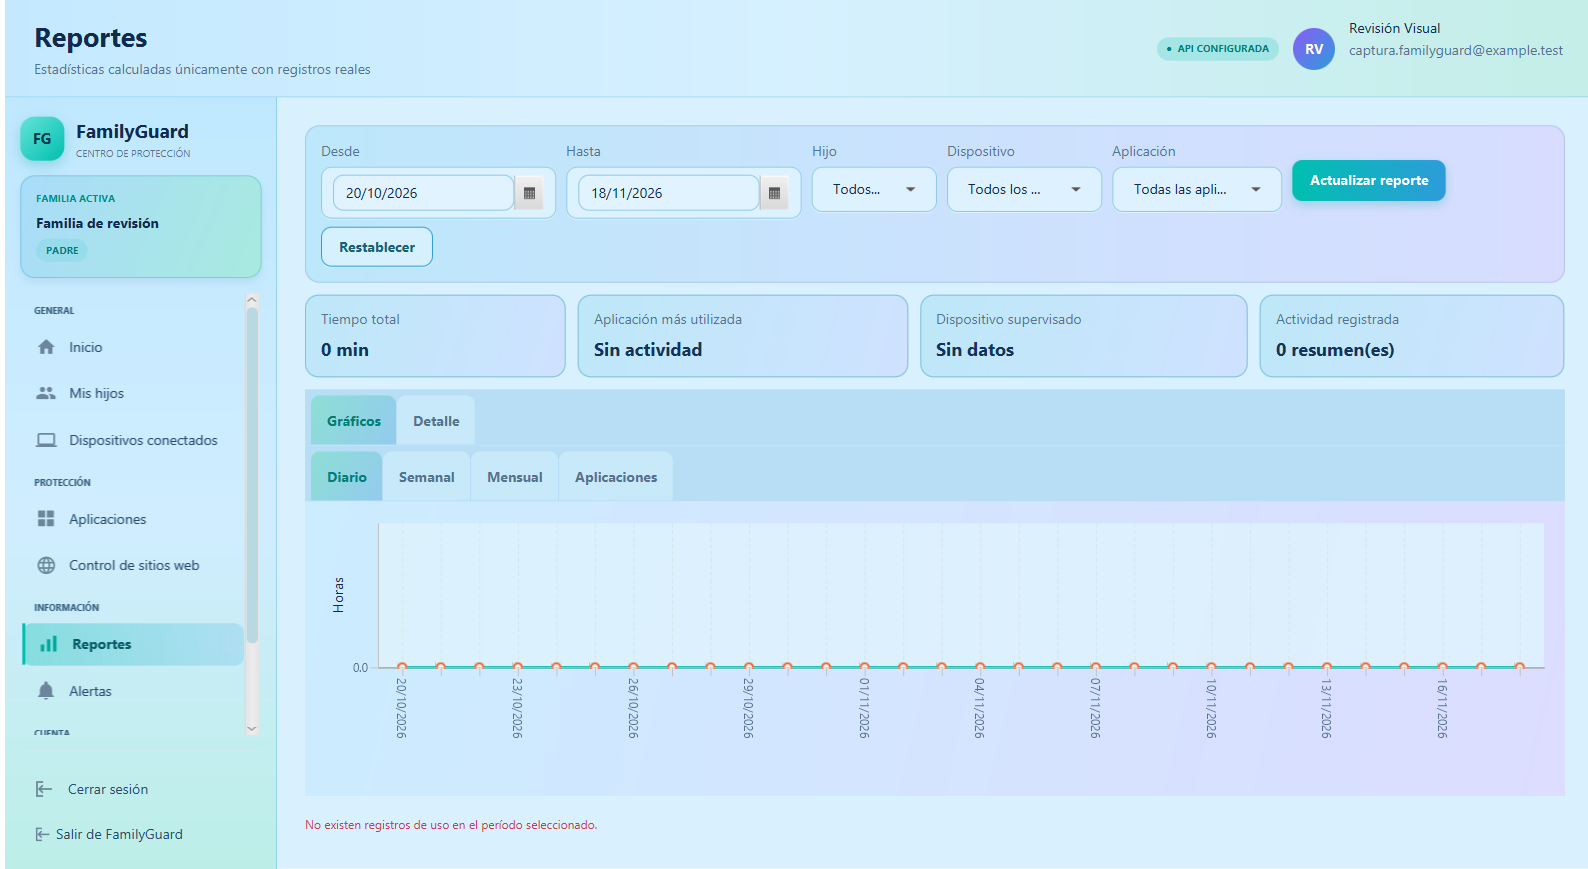 Reportes
Estadísticas calculadas únicamente con registros reales
• API CONFIGURADA
RV
Revisión Visual
captura.familyguard@example.test
FG
FamilyGuard
CENTRO DE PROTECCIÓN
FAMILIA ACTIVA
Familia de revisión
PADRE
GENERAL
Inicio
Mis hijos
Dispositivos conectados
PROTECCIÓN
Aplicaciones
Control de sitios web
INFORMACIÓN
Reportes
Alertas
CUENTA
Cerrar sesión
Salir de FamilyGuard
Desde
Hasta
Hijo
Dispositivo
Aplicación
20/10/2026
18/11/2026
Todos...
Todos los ...
Todas las apli...
Actualizar reporte
Restablecer
Tiempo total
0 min
Aplicación más utilizada
Sin actividad
Dispositivo supervisado
Sin datos
Actividad registrada
0 resumen(es)
Gráficos
Detalle
Diario
Semanal
Mensual
Aplicaciones
Horas
0.0
20/10/2026
23/10/2026
26/10/2026
29/10/2026
01/11/2026
04/11/2026
07/11/2026
10/11/2026
13/11/2026
16/11/2026
No existen registros de uso en el período seleccionado.